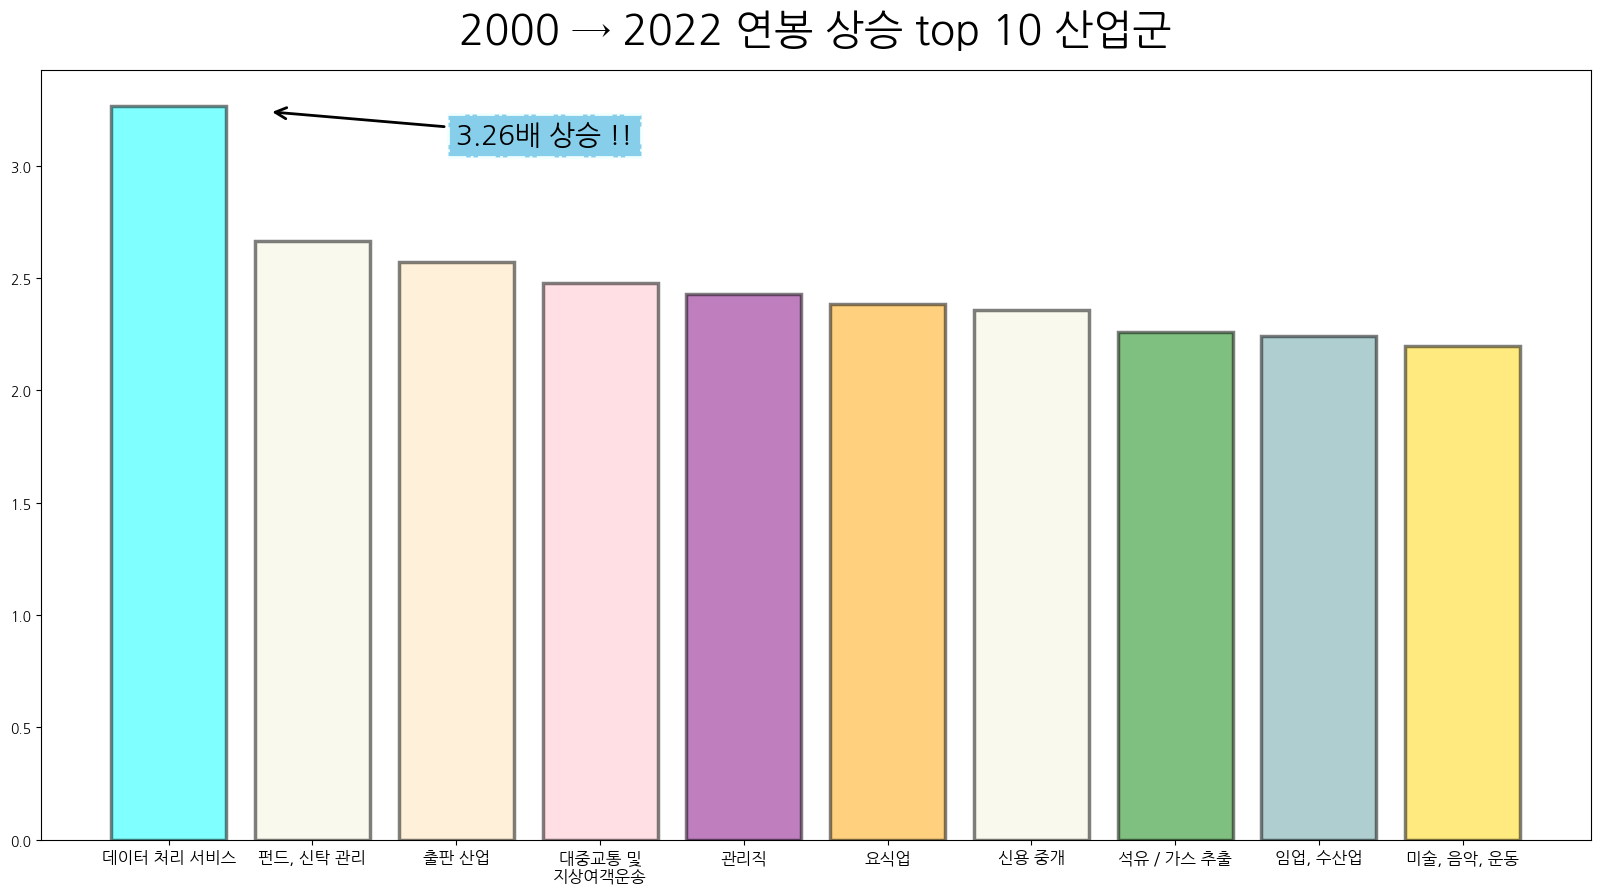 2000 → 2022 연봉 상승 top 10 산업군
3.26배 상승 !!
3.0
2.5
2.0
1.5
1.0
0.5
0.0
데이터 처리 서비스
펀드, 신탁 관리
출판 산업
대중교통 및
지상여객운송
관리직
요식업
신용 중개
석유 / 가스 추출
임업, 수산업
미술, 음악, 운동